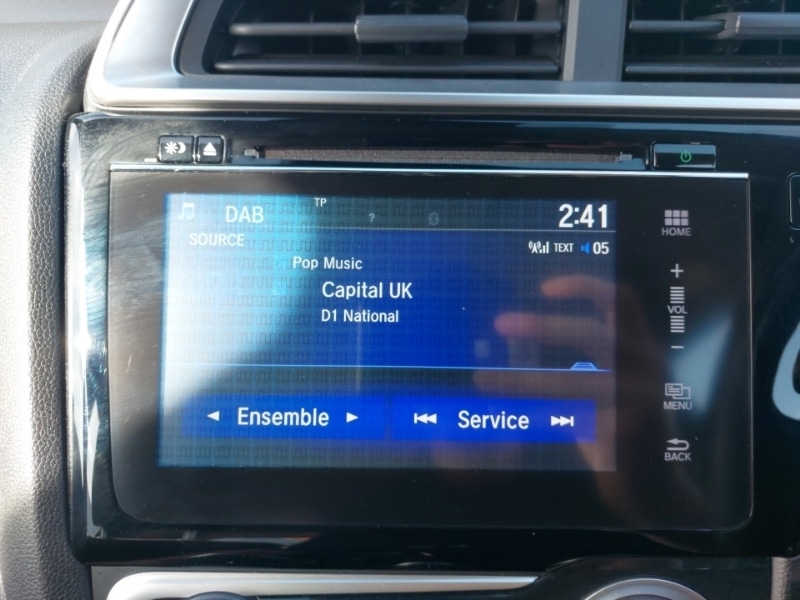 TP
DAB ? 2:41
SOURCE
TEXT 05
Pop Music
Capital UK
D1 National
Ensemble
Service
HOME
+
VOL
-
MENU
BACK